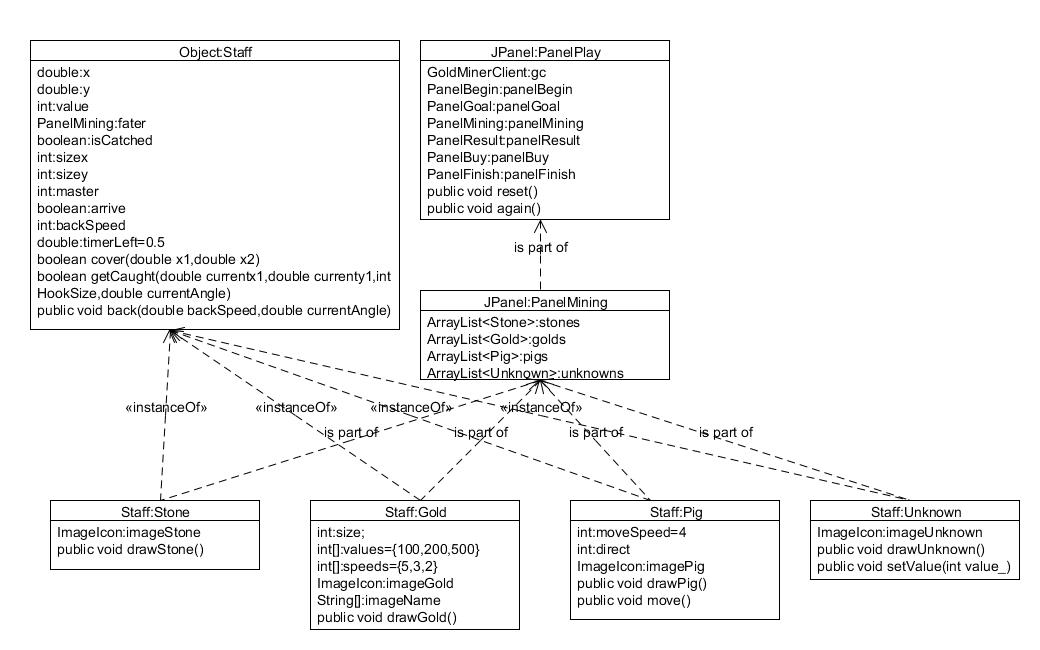 Object:Staff
double:x
double:y
int:value
PanelMining:fater
boolean:isCatched
int:sizex
int:sizey
int:master
boolean:arrive
int:backSpeed
double:timerLeft=0.5
boolean cover(double x1,double x2)
boolean getCaught(double currentx1,double currenty1,int
HookSize,double currentAngle)
public void back(double backSpeed,double currentAngle)
JPanel:PanelPlay
GoldMinerClient:gc
PanelBegin:panelBegin
PanelGoal:panelGoal
PanelMining:panelMining
PanelResult:panelResult
PanelBuy:panelBuy
PanelFinish:panelFinish
public void reset()
public void again()
is part of
JPanel:PanelMining
ArrayList<Stone>:stones
ArrayList<Gold>:golds
ArrayList<Pig>:pigs
ArrayList<Unknown>:unknowns
«instanceOf»
«instanceOf»
«instanceOf»
«instanceOf»
is part of
is part of
is part of
is part of
Staff:Stone
ImageIcon:imageStone
public void drawStone()
Staff:Gold
int:size;
int[]:values={100,200,500}
int[]:speeds={5,3,2}
ImageIcon:imageGold
String[]:imageName
public void drawGold()
Staff:Pig
int:moveSpeed=4
int:direct
ImageIcon:imagePig
public void drawPig()
public void move()
Staff:Unknown
ImageIcon:imageUnknown
public void drawUnknown()
public void setValue(int value_)